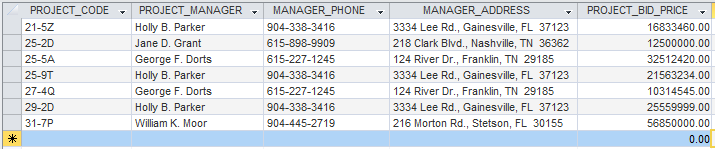 PROJECT_CODE PROJECT_MANAGER MANAGER_PHONE MANAGER_ADDRESS PROJECT_BID_PRICE
21-5Z Holly B. Parker 904-338-3416 3334 Lee Rd., Gainesville, FL  37123 16833460.00
25-2D Jane D. Grant 615-898-9909 218 Clark Blvd., Nashville, TN  36362 12500000.00
25-5A George F. Dorts 615-227-1245 124 River Dr., Franklin, TN  29185 32512420.00
25-9T Holly B. Parker 904-338-3416 3334 Lee Rd., Gainesville, FL  37123 21563234.00
27-4Q George F. Dorts 615-227-1245 124 River Dr., Franklin, TN  29185 10314545.00
29-2D Holly B. Parker 904-338-3416 3334 Lee Rd., Gainesville, FL  37123 25559999.00
31-7P William K. Moor 904-445-2719 216 Morton Rd., Stetson, FL  30155 56850000.00
0.00